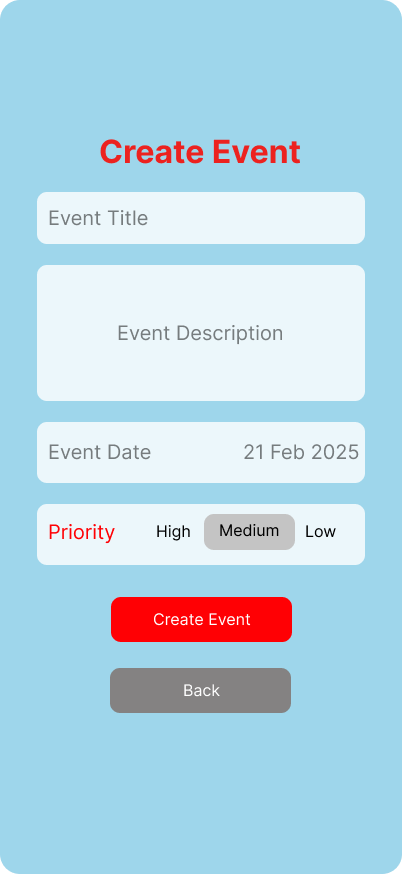 Create Event
Event Title
Event Description
Event Date 21 Feb 2025
Priority High Medium Low
Create Event
Back